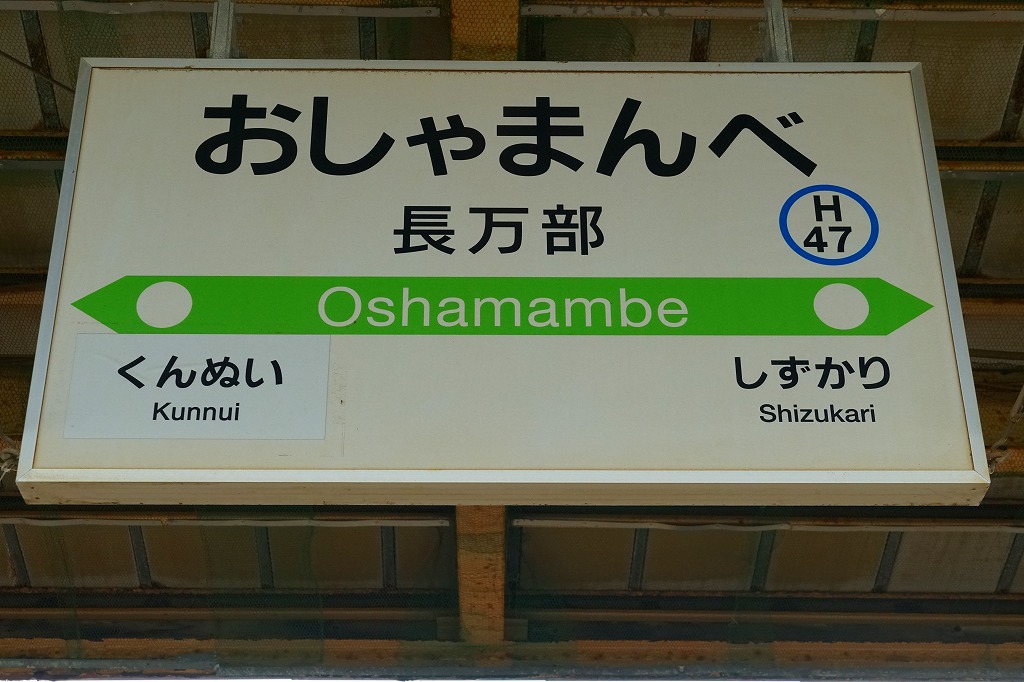 おしゃまんべ
長万部
H
47
Oshamambe
くんぬい
Kunnui
しずかり
Shizukari